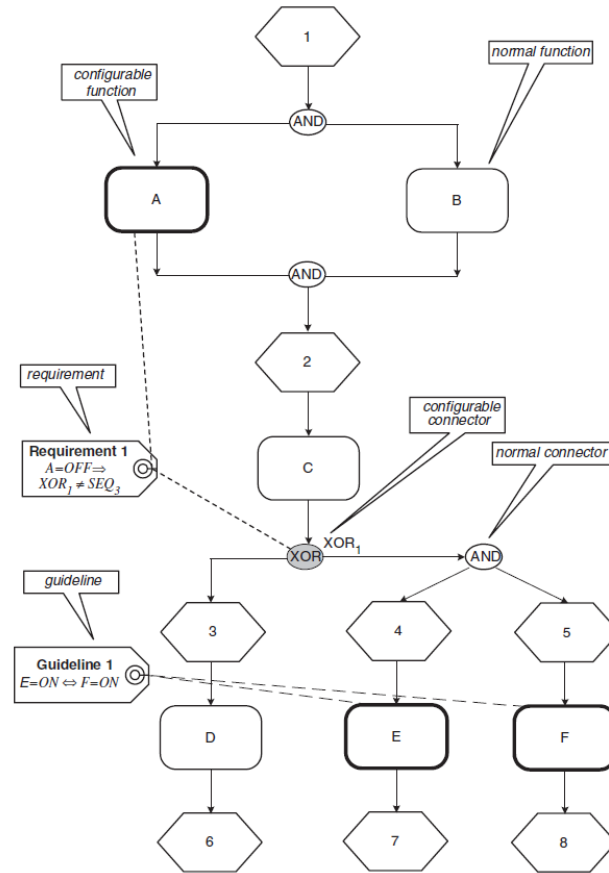 1
normal function
configurable
function
AND
A
B
AND
2
requirement
configurable
connector
Requirement 1
A=OFF⇒
XOR₁ ≠ SEQ₃
C
normal connector
XOR
XOR₁
AND
guideline
3
4
5
Guideline 1
E=ON ⇔ F=ON
D
E
F
6
7
8